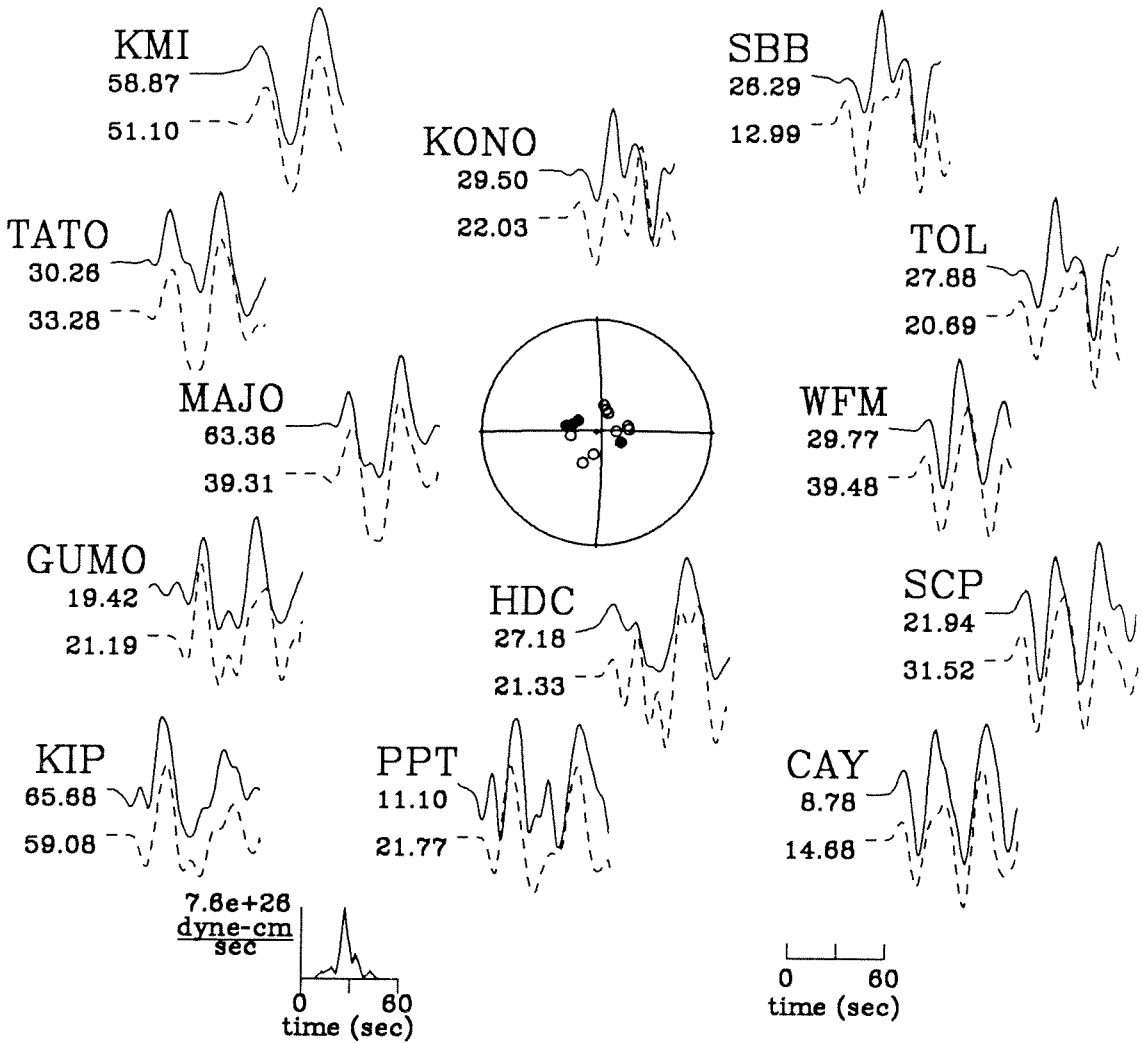 KMI
58.87
51.10
SBB
26.29
12.99
KONO
29.50
22.03
TATO
30.26
33.28
TOL
27.88
20.69
MAJO
63.36
39.31
WFM
29.77
39.48
GUMO
19.42
21.19
HDC
27.18
21.33
SCP
21.94
31.52
KIP
65.68
59.08
PPT
11.10
21.77
CAY
8.78
14.68
7.6e+26
dyne-cm
sec
0 60
time (sec)
0 60
time (sec)